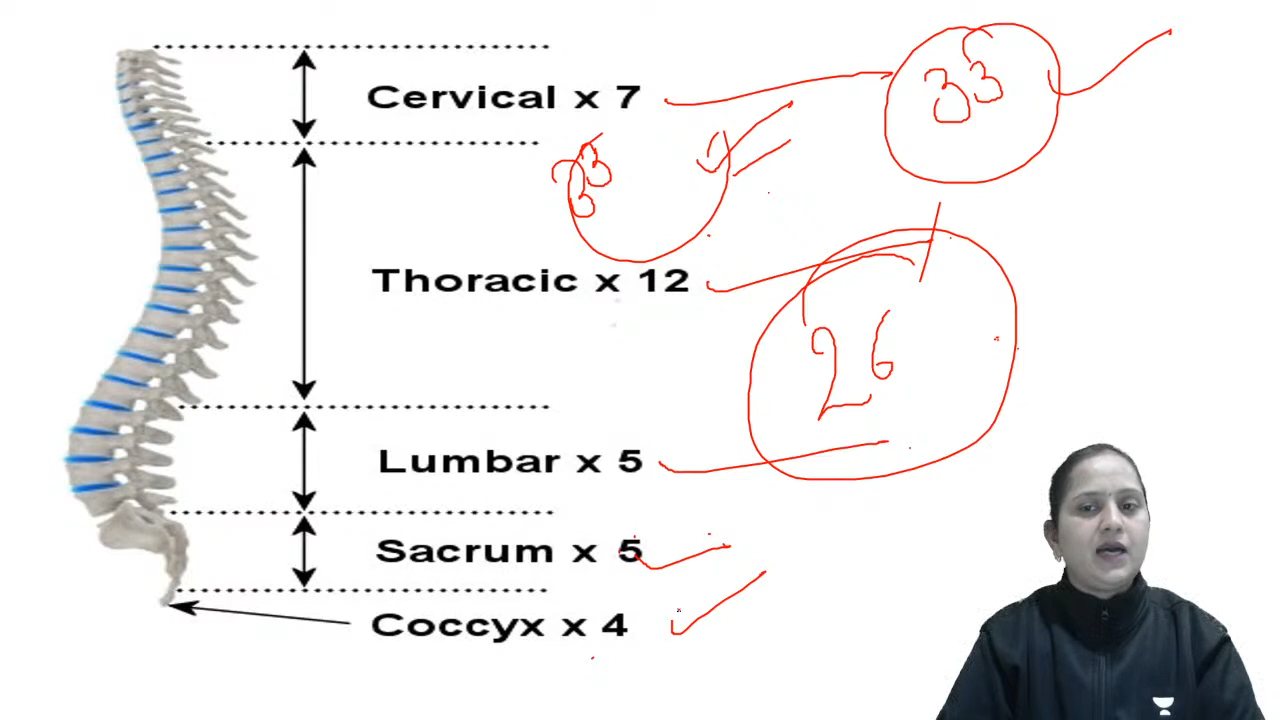 33
Cervical x 7
33
Thoracic x 12
26
Lumbar x 5
Sacrum x 5
Coccyx x 4